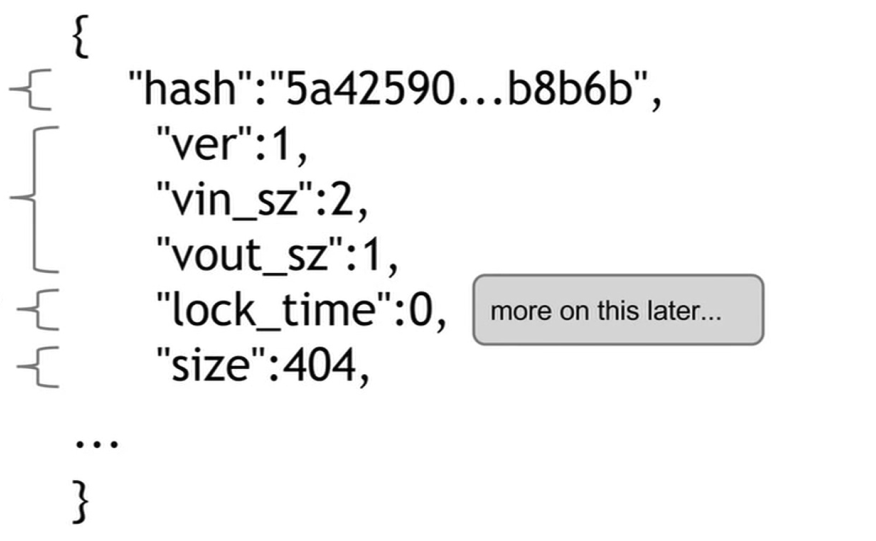 {
"hash":"5a42590...b8b6b",
"ver":1,
"vin_sz":2,
"vout_sz":1,
"lock_time":0,
more on this later...
"size":404,
...
}